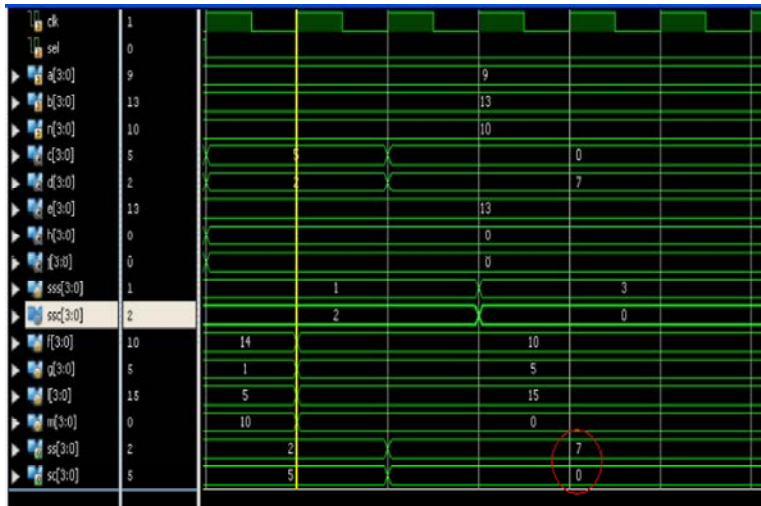 clk 1
sel 0
a[3:0] 9 9
b[3:0] 13 13
n[3:0] 10 10
c[3:0] 5 5 0
d[3:0] 2 2 7
e[3:0] 13 13
h[3:0] 0 0
[3:0] 0 0
sss[3:0] 1 1 3
ssc[3:0] 2 2 0
f[3:0] 10 14 10
g[3:0] 5 1 5
l[3:0] 15 5 15
m[3:0] 0 10 0
ss[3:0] 2 2 7
sc[3:0] 5 5 0